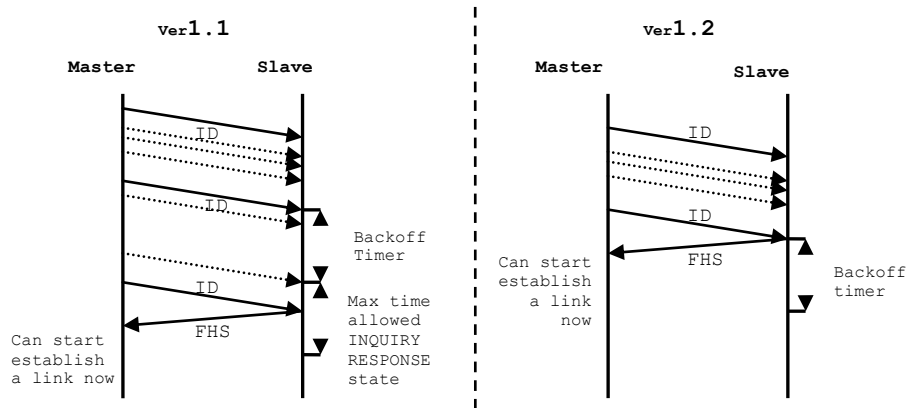 Ver1.1
Master
Slave
ID
ID
Backoff
Timer
ID
FHS
Max time
allowed
INQUIRY
RESPONSE
state
Can start
establish
a link now
Ver1.2
Master
Slave
ID
ID
FHS
Can start
establish
a link
now
Backoff
timer